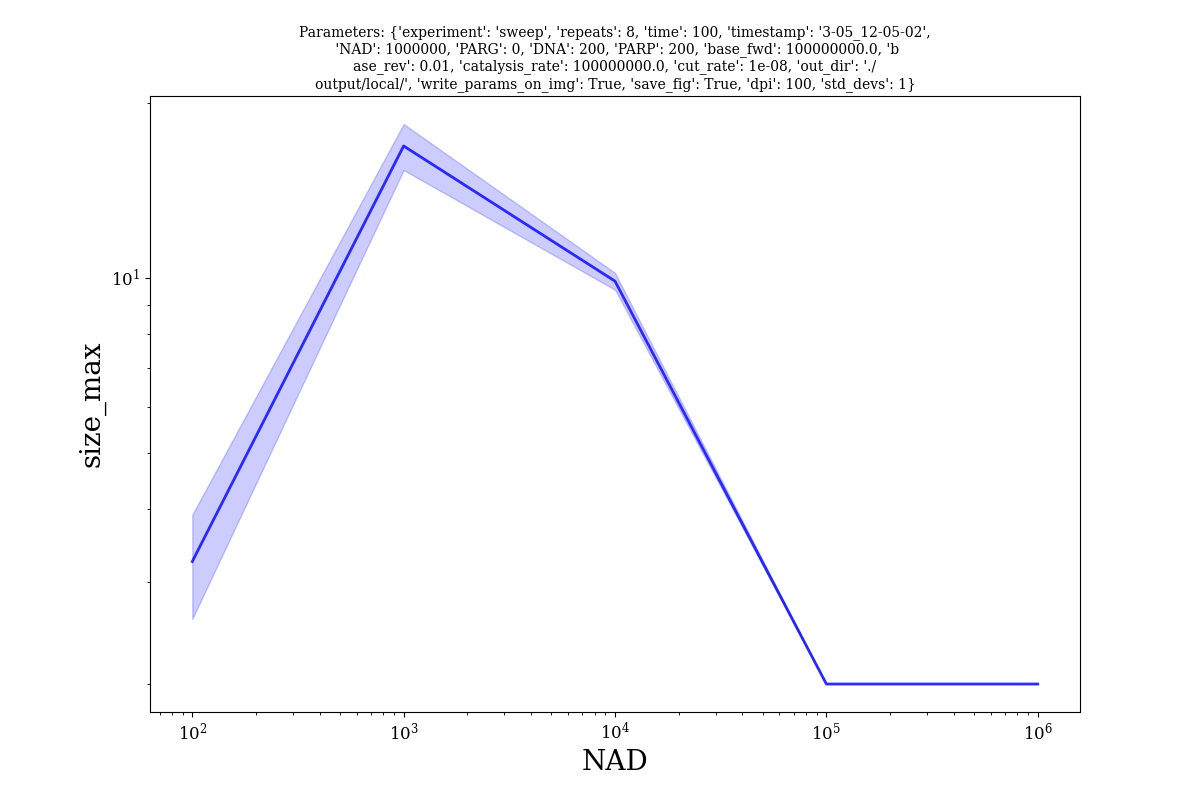 Parameters: {'experiment': 'sweep', 'repeats': 8, 'time': 100, 'timestamp': '3-05_12-05-02',
'NAD': 1000000, 'PARG': 0, 'DNA': 200, 'PARP': 200, 'base_fwd': 100000000.0, 'b
ase_rev': 0.01, 'catalysis_rate': 100000000.0, 'cut_rate': 1e-08, 'out_dir': './
output/local/', 'write_params_on_img': True, 'save_fig': True, 'dpi': 100, 'std_devs': 1}
10¹
size_max
10² 10³ 10⁴ 10⁵ 10⁶
NAD